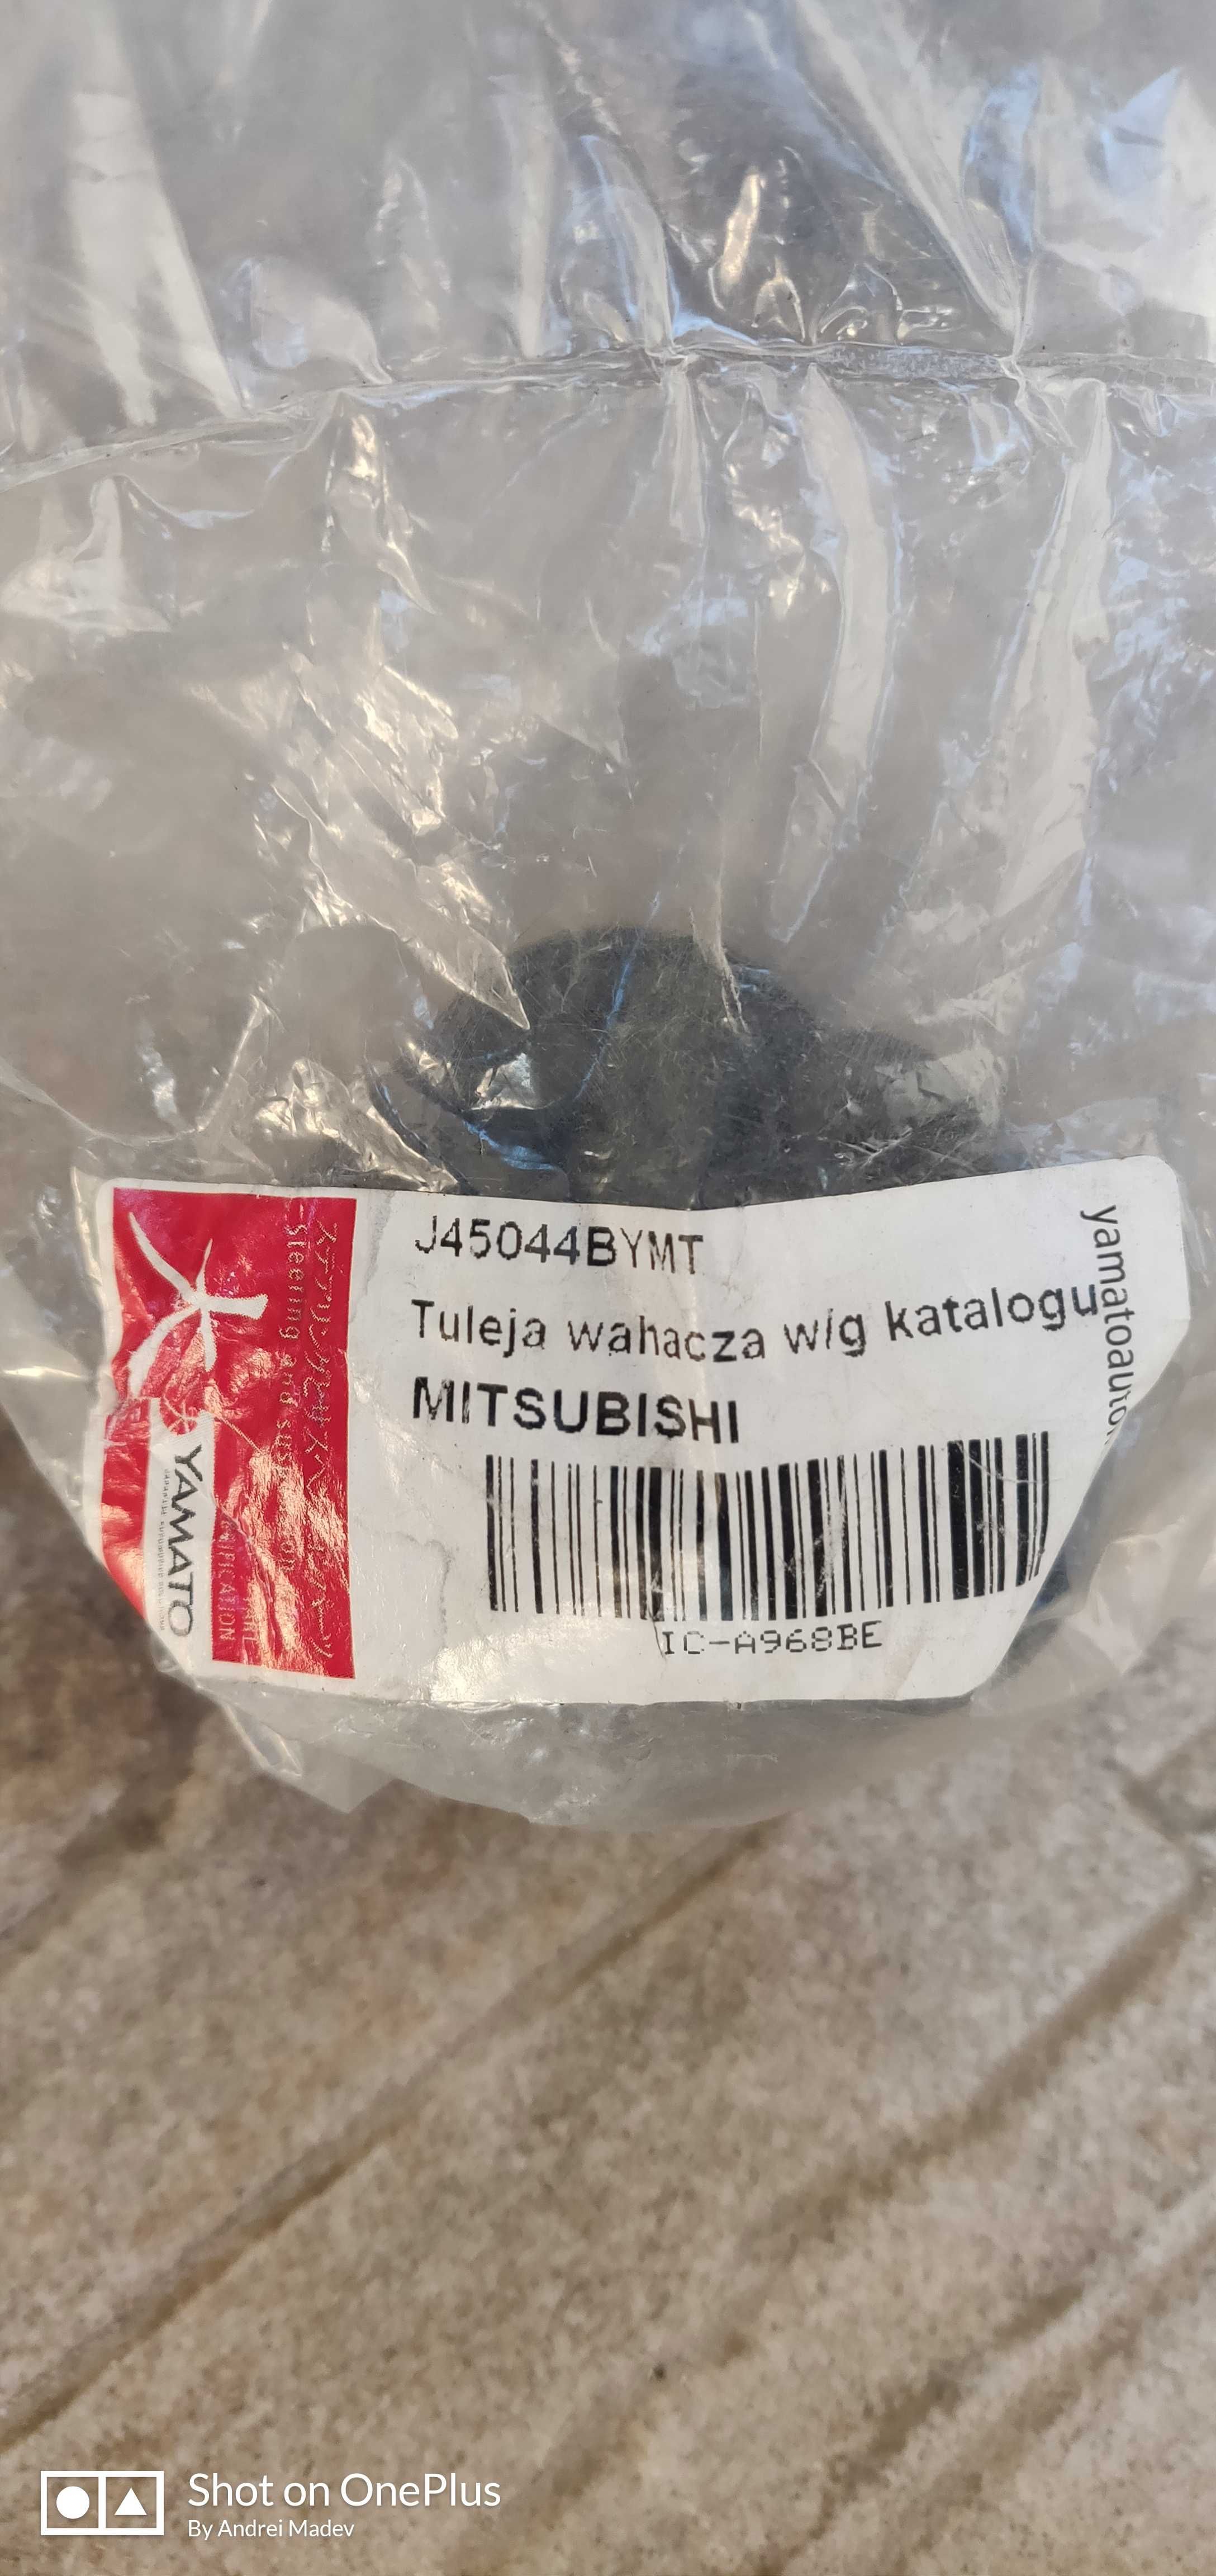 J45044BYMT
Tuleja wahacza w/g katalogu
MITSUBISHI
IC-A968BE
yamatoauto.
YAMATO
Steering and suspension
Shot on OnePlus
By Andrei Madev